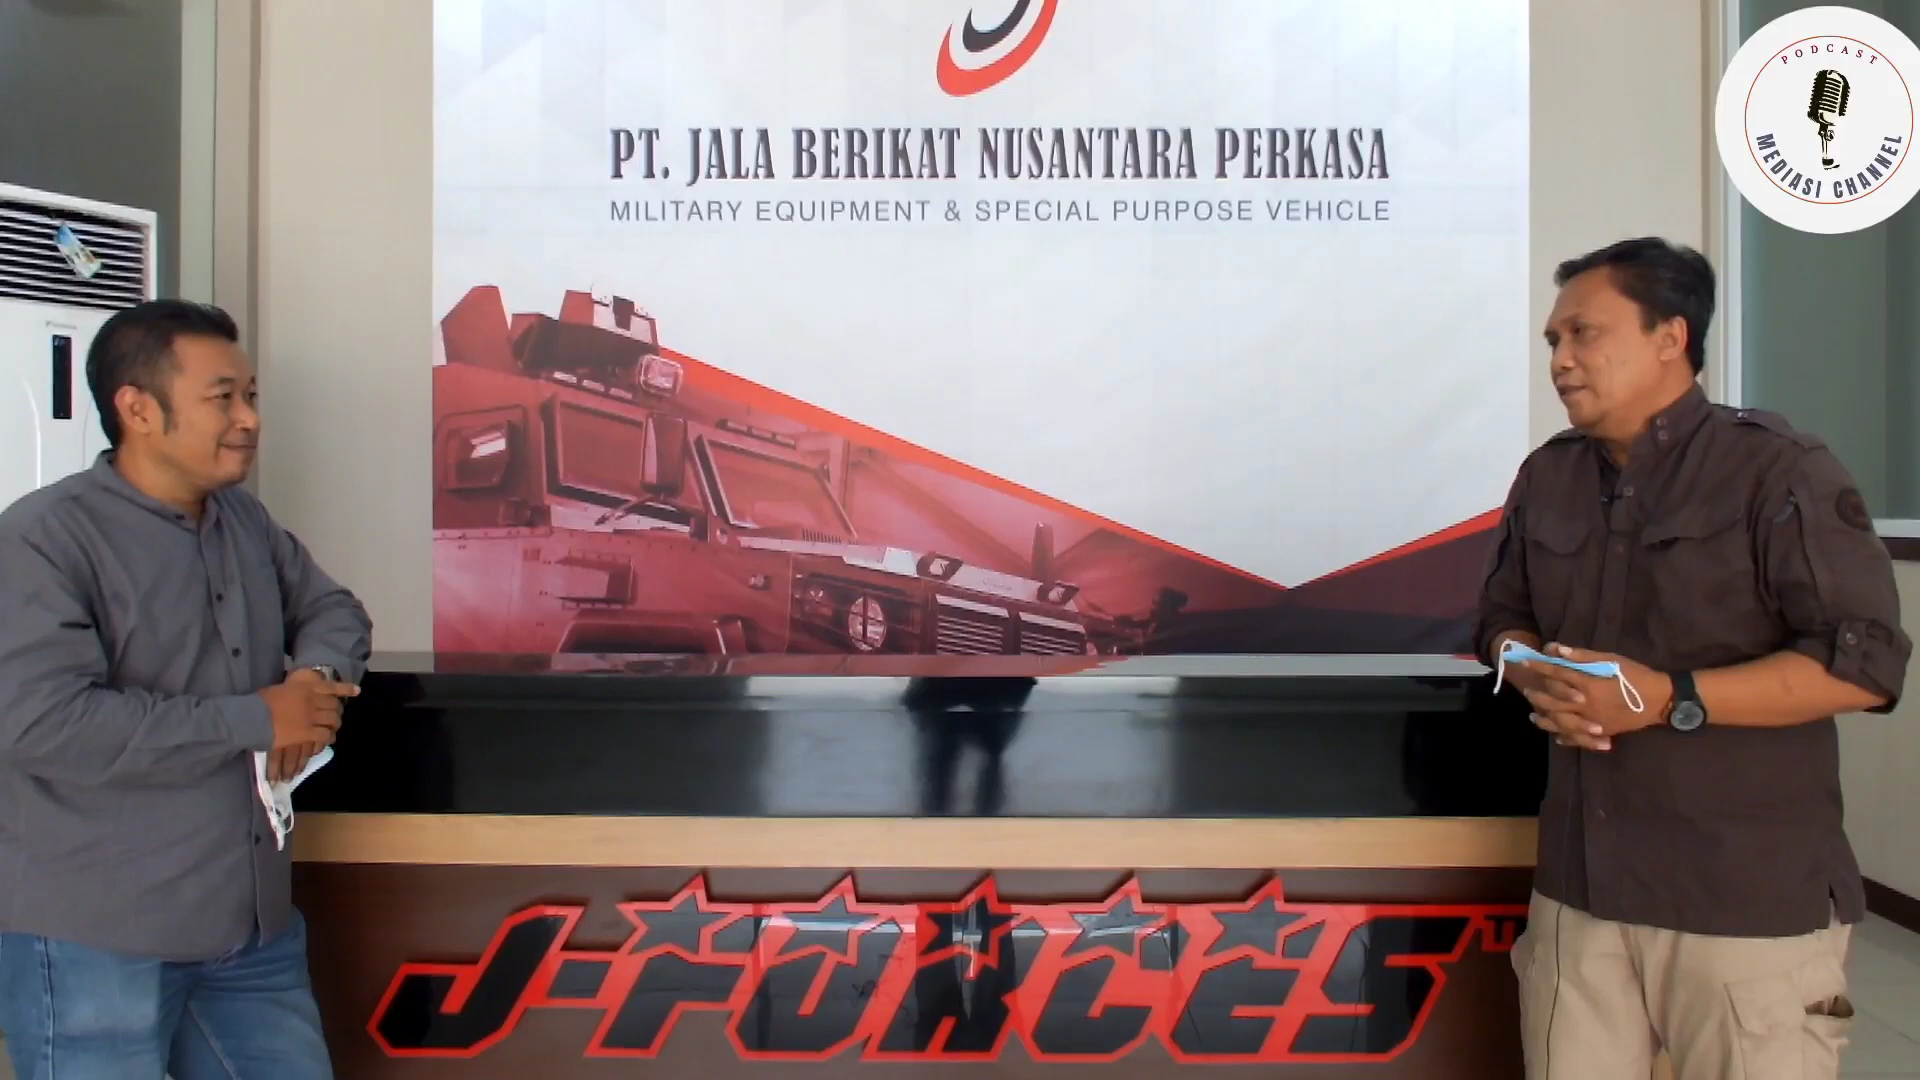 PODCAST
MEDIASI CHANNEL
PT. JALA BERIKAT NUSANTARA PERKASA
MILITARY EQUIPMENT & SPECIAL PURPOSE VEHICLE
J-FORCES